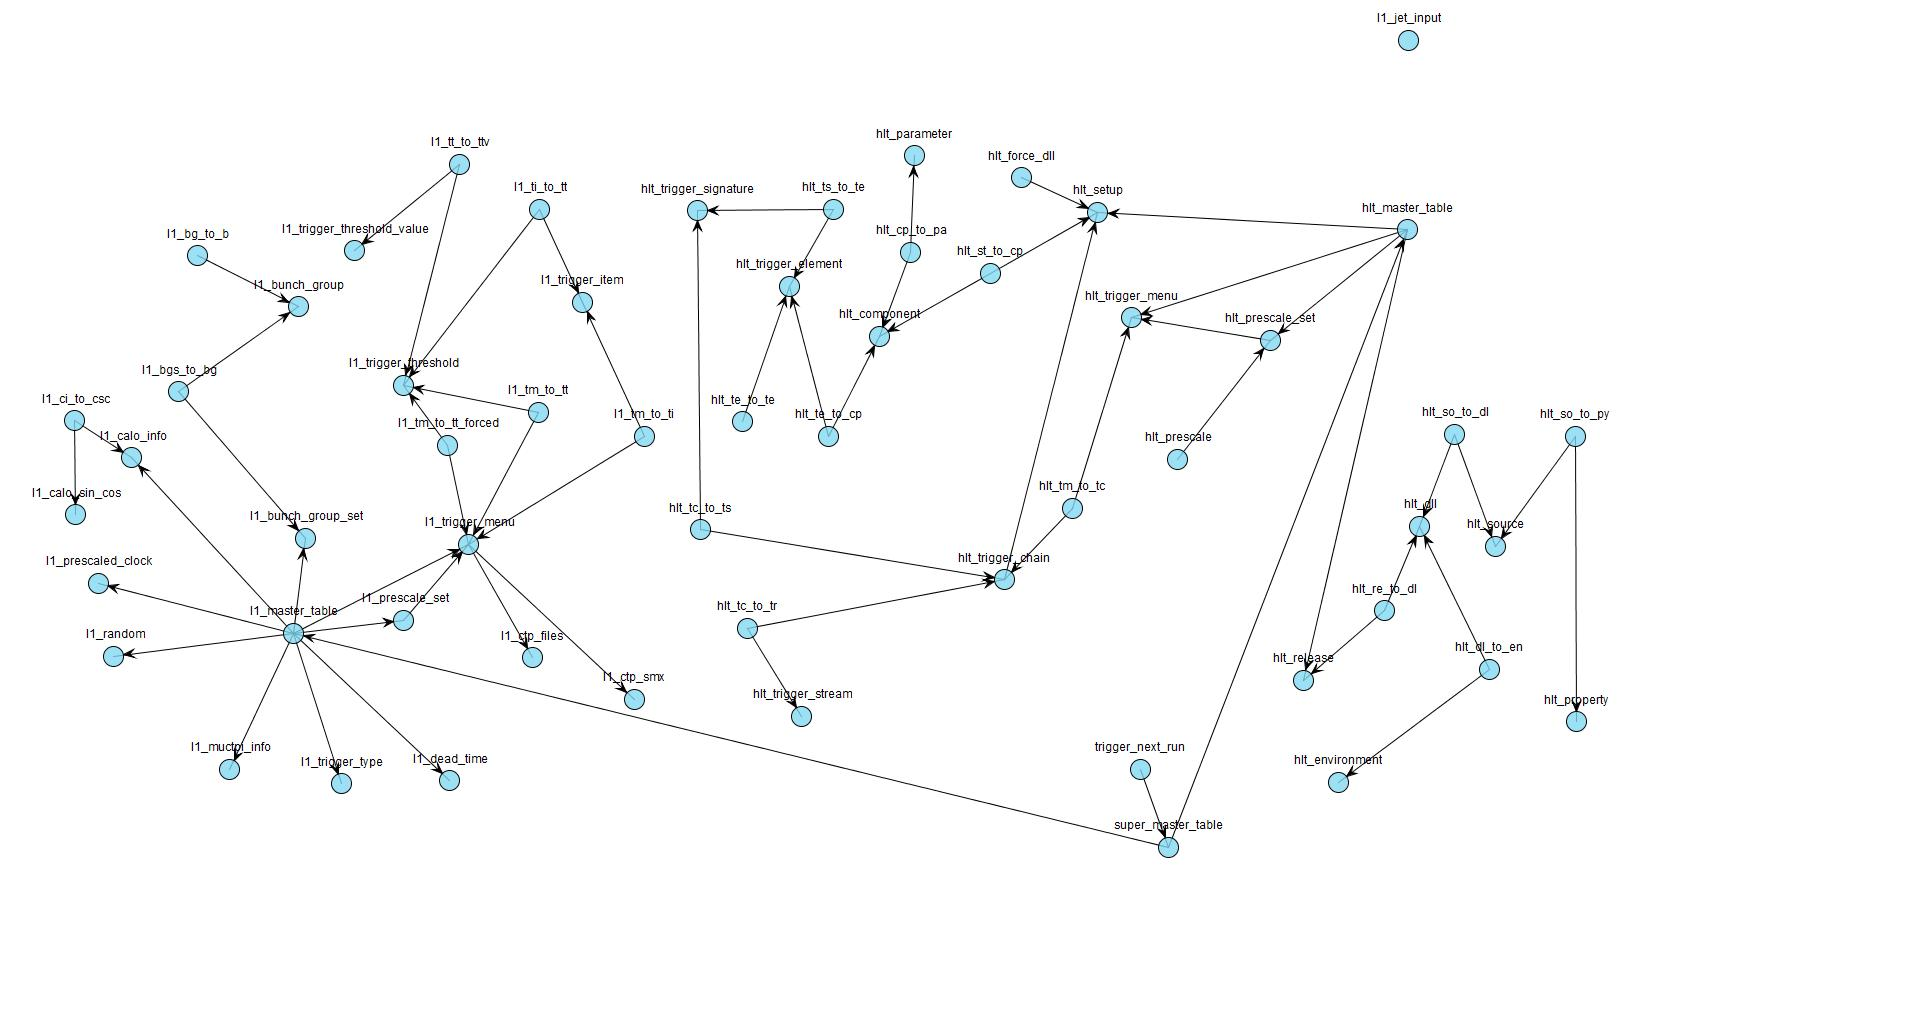 l1_jet_input
hlt_parameter
l1_tt_to_ttv
hlt_force_dll
l1_ti_to_tt
hlt_trigger_signature
hlt_ts_to_te
hlt_setup
hlt_master_table
l1_bg_to_b
l1_trigger_threshold_value
hlt_cp_to_pa
hlt_st_to_cp
hlt_trigger_element
l1_trigger_item
l1_bunch_group
hlt_trigger_menu
hlt_component
hlt_prescale_set
l1_trigger_threshold
l1_bgs_to_bg
l1_tm_to_tt
l1_ci_to_csc
hlt_te_to_te
l1_tm_to_ti
hlt_te_to_cp
hlt_so_to_dl
hlt_so_to_py
l1_tm_to_tt_forced
l1_calo_info
hlt_prescale
l1_calo_sin_cos
hlt_tm_to_tc
hlt_dll
hlt_tc_to_ts
l1_bunch_group_set
l1_trigger_menu
hlt_source
l1_prescaled_clock
hlt_trigger_chain
hlt_re_to_dl
l1_prescale_set
hlt_tc_to_tr
l1_master_table
l1_random
l1_ctp_files
hlt_dl_to_en
hlt_release
l1_ctp_smx
hlt_trigger_stream
hlt_property
l1_muctpi_info
trigger_next_run
l1_dead_time
l1_trigger_type
hlt_environment
super_master_table